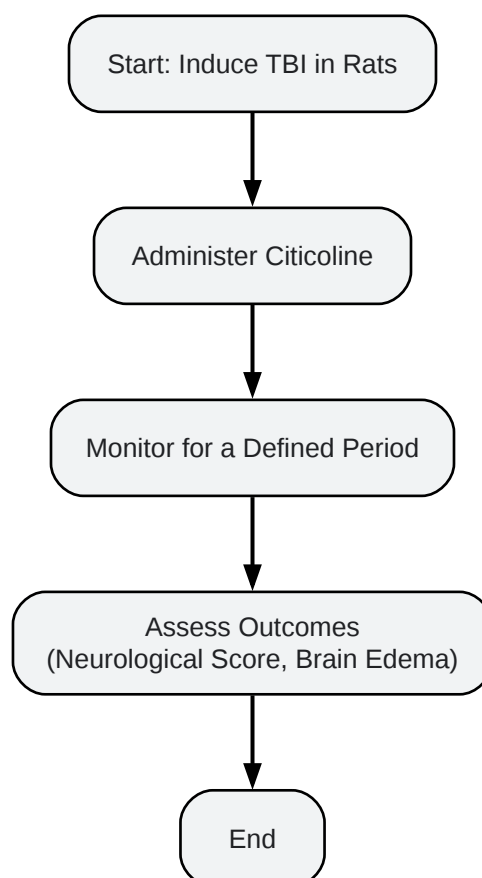 Start: Induce TBI in Rats
Administer Citicoline
Monitor for a Defined Period
Assess Outcomes
(Neurological Score, Brain Edema)
End